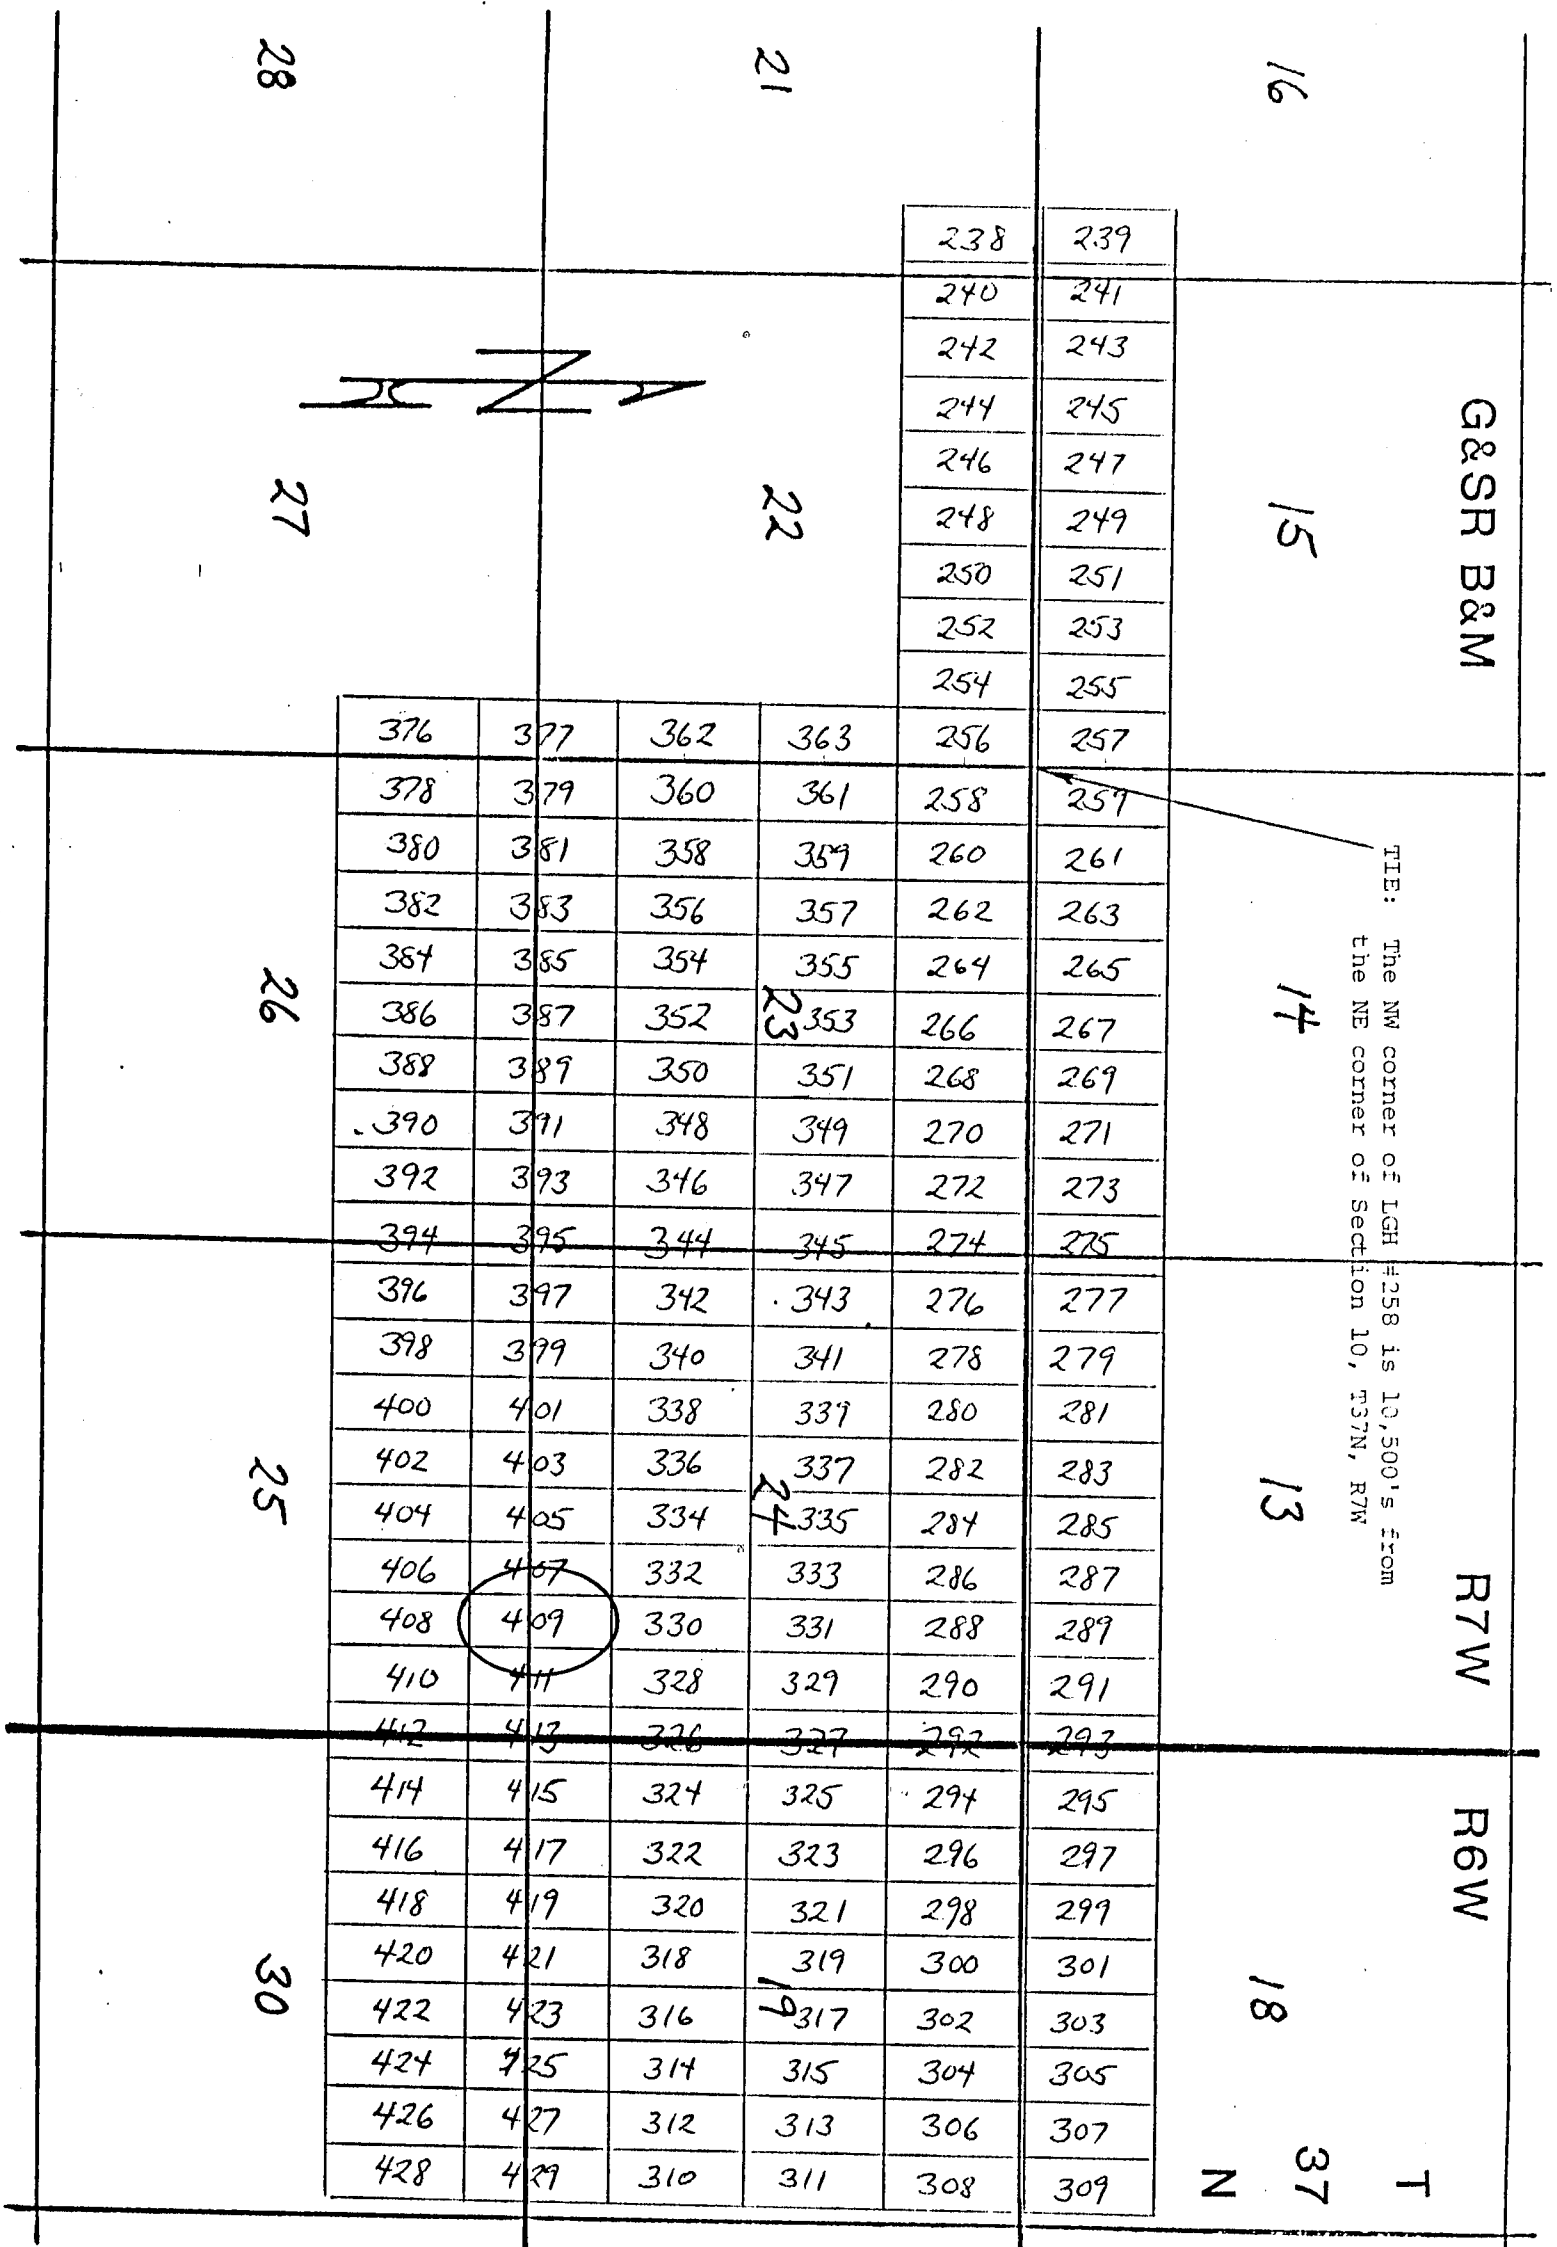 G&SR B&M
R7W R6W
T
37
N
TIE: The NW corner of LGH #258 is 10,500's from
the NE corner of Section 10, T37N, R7W
16 15 14 13 18
21 22 23 24 19
28 27 26 25 30
N
238 239
240 241
242 243
244 245
246 247
248 249
250 251
252 253
254 255
376 377 362 363 256 257
378 379 360 361 258 259
380 381 358 359 260 261
382 383 356 357 262 263
384 385 354 355 264 265
386 387 352 353 266 267
388 389 350 351 268 269
390 391 348 349 270 271
392 393 346 347 272 273
394 395 344 345 274 275
396 397 342 343 276 277
398 399 340 341 278 279
400 401 338 339 280 281
402 403 336 337 282 283
404 405 334 335 284 285
406 407 332 333 286 287
408 409 330 331 288 289
410 411 328 329 290 291
412 413 326 327 292 293
414 415 324 325 294 295
416 417 322 323 296 297
418 419 320 321 298 299
420 421 318 319 300 301
422 423 316 317 302 303
424 425 314 315 304 305
426 427 312 313 306 307
428 429 310 311 308 309